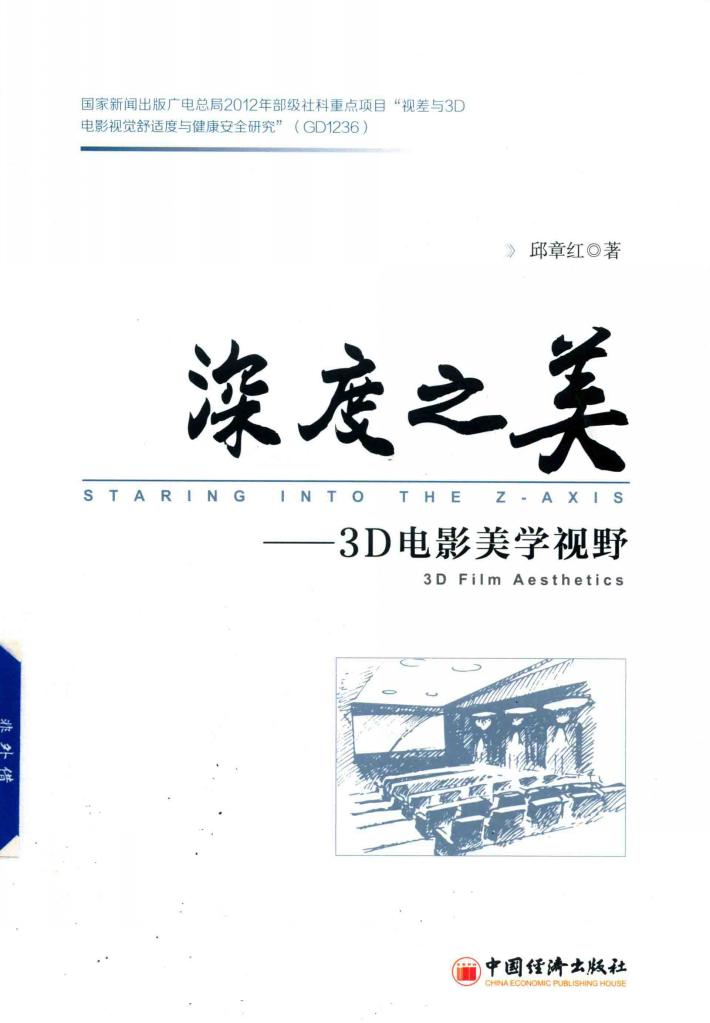 国家新闻出版广电总局2012年部级社科重点项目“视差与3D
电影视觉舒适度与健康安全研究”（GD1236）
》 邱章红◎著
深度之美
STARING INTO THE Z-AXIS
——3D电影美学视野
3D Film Aesthetics
非外借
中国经济出版社
CHINA ECONOMIC PUBLISHING HOUSE